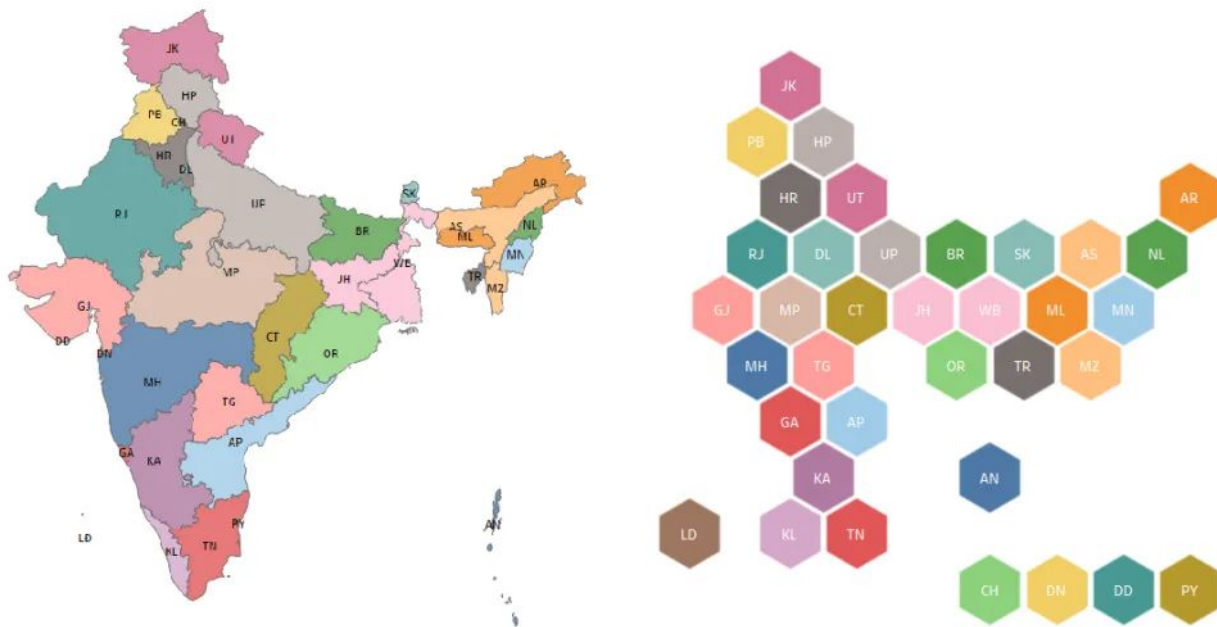 JK
HP
PB
CH
UT
HR
DL
RJ
UP
SK
AR
AS
NL
BR
ML
MN
MP
WB
JH
TR
MZ
GJ
CT
DD
DN
OR
MH
TG
AP
GA
KA
PY
AN
LD
KL
TN
JK
PB HP
HR UT AR
RJ DL UP BR SK AS NL
GJ MP CT JH WB ML MN
MH TG OR TR MZ
GA AP
KA AN
LD KL TN
CH DN DD PY